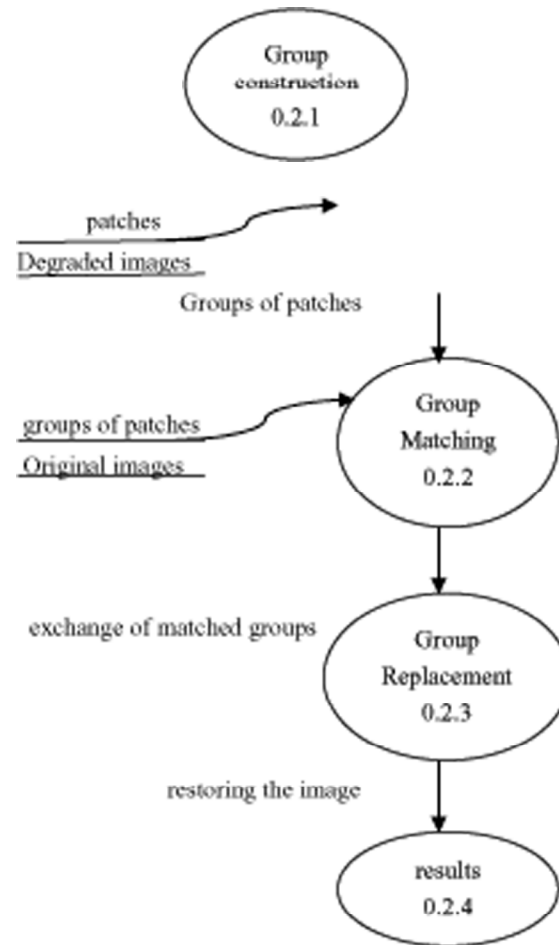 Group
construction
0.2.1
patches
Degraded images
Groups of patches
groups of patches
Original images
Group
Matching
0.2.2
exchange of matched groups
Group
Replacement
0.2.3
restoring the image
results
0.2.4